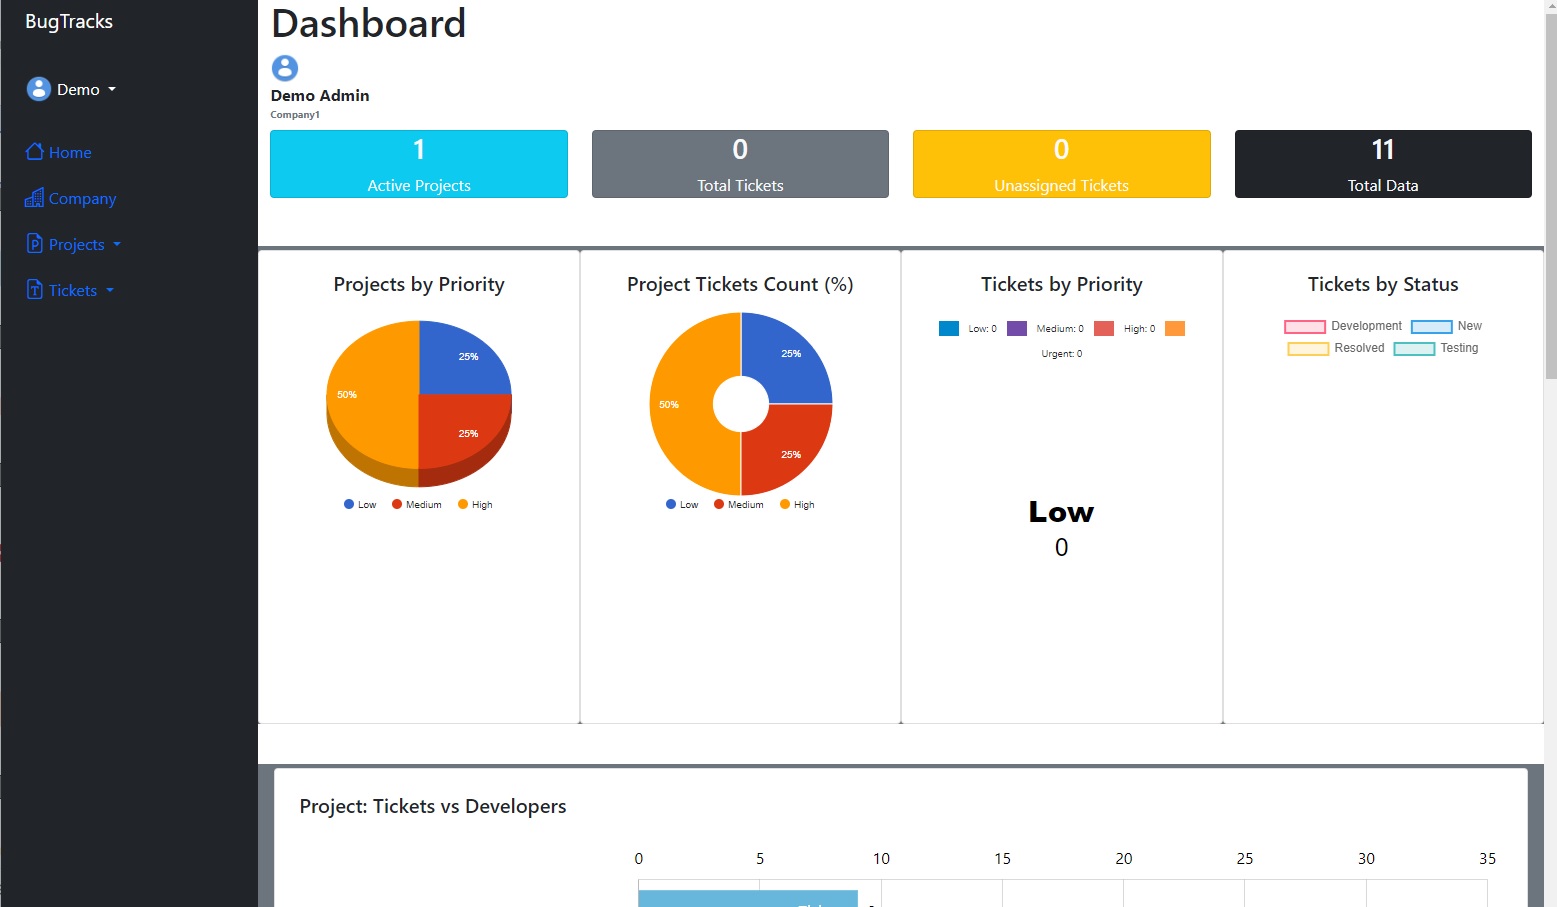 BugTracks
Demo
Home
Company
Projects
Tickets
Dashboard
Demo Admin
Company1
1
Active Projects
0
Total Tickets
0
Unassigned Tickets
11
Total Data
Projects by Priority
25%
50%
25%
Low Medium High
Project Tickets Count (%)
25%
50%
25%
Low Medium High
Tickets by Priority
Low: 0 Medium: 0 High: 0
Urgent: 0
Low
0
Tickets by Status
Development New
Resolved Testing
Project: Tickets vs Developers
0 5 10 15 20 25 30 35